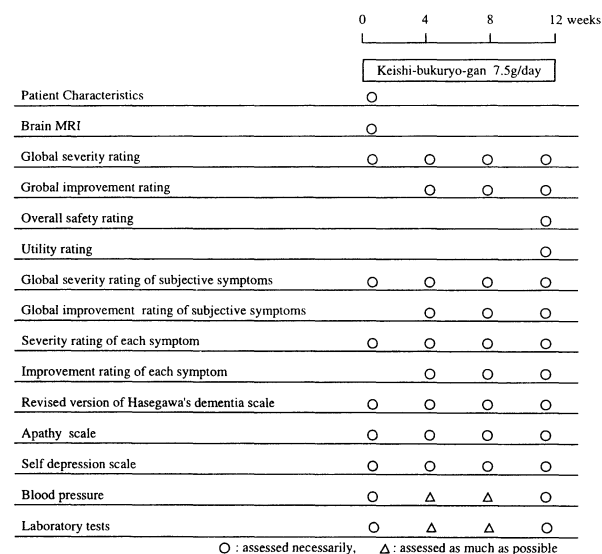 0 4 8 12 weeks
Keishi-bukuryo-gan 7.5g/day
Patient Characteristics ○
Brain MRI ○
Global severity rating ○ ○ ○ ○
Grobal improvement rating ○ ○ ○
Overall safety rating ○
Utility rating ○
Global severity rating of subjective symptoms ○ ○ ○ ○
Global improvement rating of subjective symptoms ○ ○ ○
Severity rating of each symptom ○ ○ ○ ○
Improvement rating of each symptom ○ ○ ○
Revised version of Hasegawa's dementia scale ○ ○ ○ ○
Apathy scale ○ ○ ○ ○
Self depression scale ○ ○ ○ ○
Blood pressure ○ △ △ ○
Laboratory tests ○ △ △ ○
○ : assessed necessarily, △ : assessed as much as possible